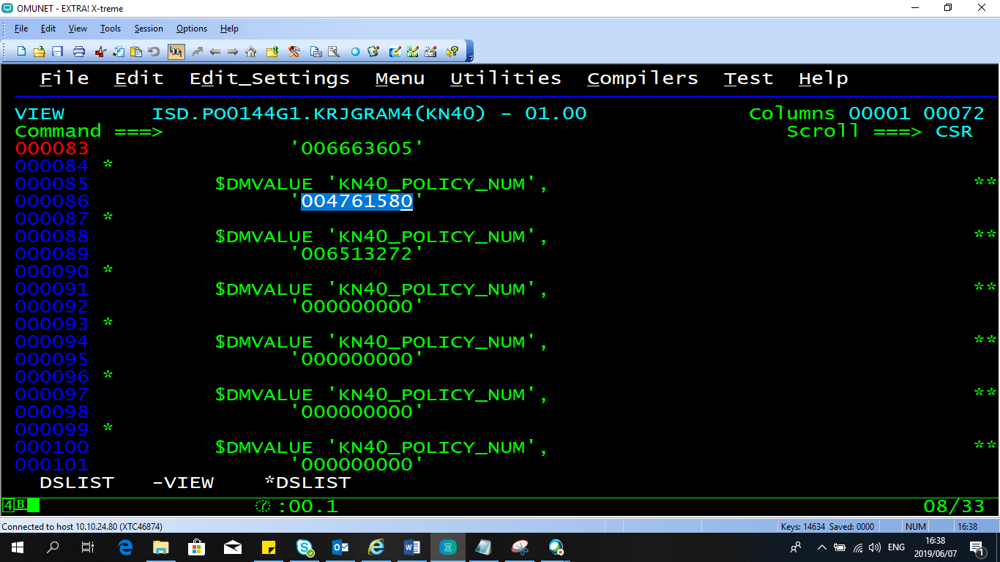 OMUNET - EXTRA! X-treme
File Edit View Tools Session Options Help
File Edit Edit_Settings Menu Utilities Compilers Test Help
VIEW ISD.PO0144G1.KRJGRAM4(KN40) - 01.00 Columns 00001 00072
Command ===> Scroll ===> CSR
000083 '006663605'
000084 *
000085 $DMVALUE 'KN40_POLICY_NUM', **
000086 '004761580'
000087 *
000088 $DMVALUE 'KN40_POLICY_NUM', **
000089 '006513272'
000090 *
000091 $DMVALUE 'KN40_POLICY_NUM', **
000092 '000000000'
000093 *
000094 $DMVALUE 'KN40_POLICY_NUM', **
000095 '000000000'
000096 *
000097 $DMVALUE 'KN40_POLICY_NUM', **
000098 '000000000'
000099 *
000100 $DMVALUE 'KN40_POLICY_NUM', **
000101 '000000000'
DSLIST -VIEW *DSLIST
4B :00.1 08/33
Connected to host 10.10.24.80 (XTC46874) Keys: 14634 Saved: 0000 NUM 16:38
ENG 16:38
2019/06/07 1